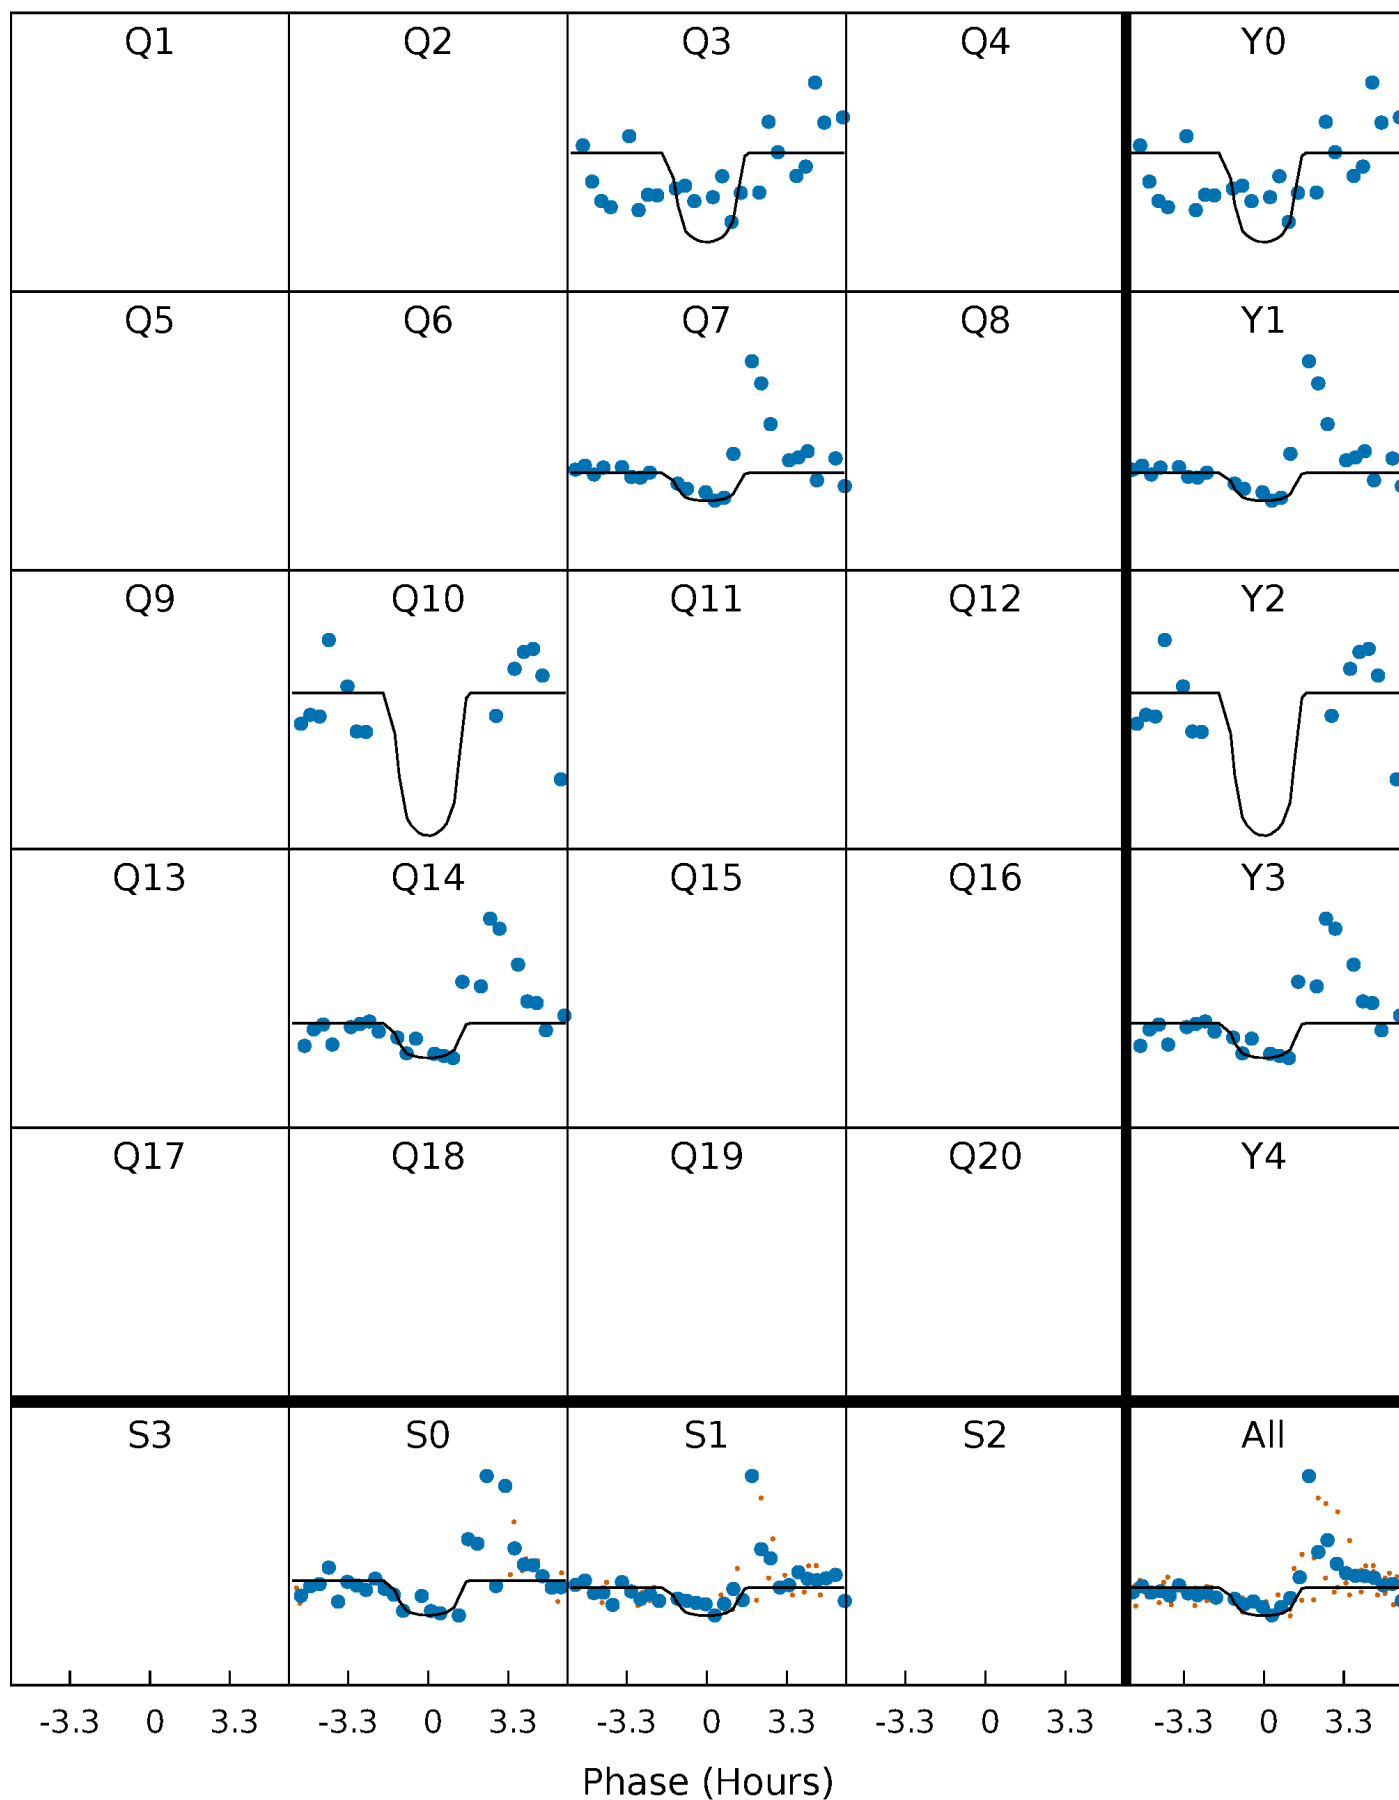 Q1 Q2 Q3 Q4 Y0
Q5 Q6 Q7 Q8 Y1
Q9 Q10 Q11 Q12 Y2
Q13 Q14 Q15 Q16 Y3
Q17 Q18 Q19 Q20 Y4
S3 S0 S1 S2 All
-3.3 0 3.3 -3.3 0 3.3 -3.3 0 3.3 -3.3 0 3.3 -3.3 0 3.3
Phase (Hours)